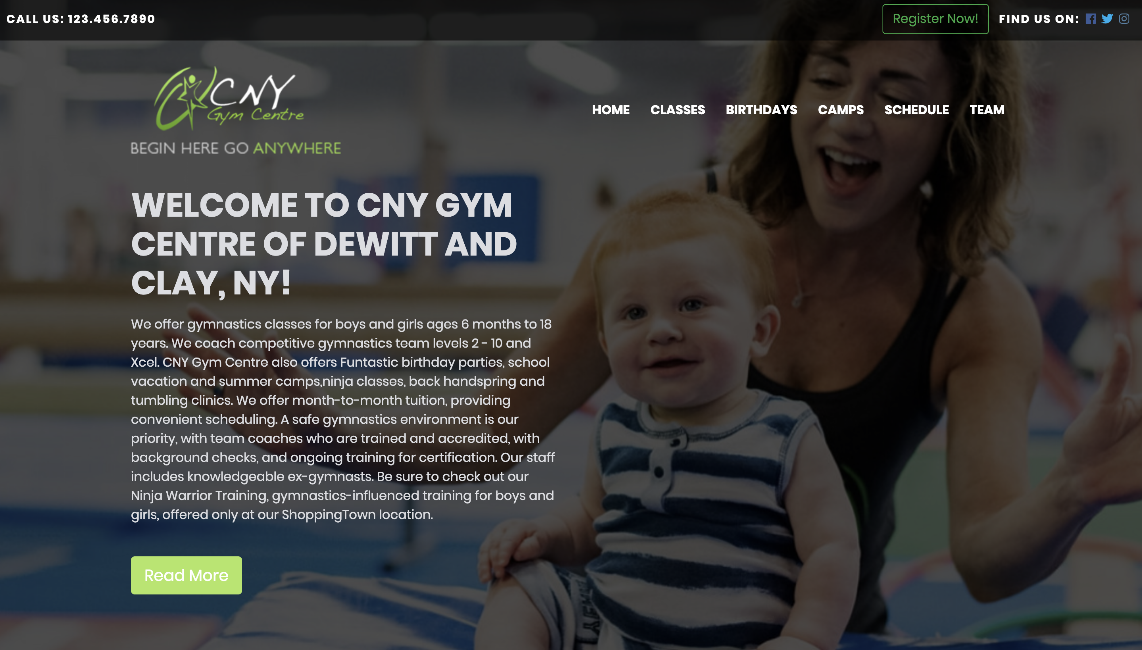 CALL US: 123.456.7890
Register Now!
FIND US ON:
CNY
Gym Centre
BEGIN HERE GO ANYWHERE
HOME CLASSES BIRTHDAYS CAMPS SCHEDULE TEAM
WELCOME TO CNY GYM
CENTRE OF DEWITT AND
CLAY, NY!
We offer gymnastics classes for boys and girls ages 6 months to 18
years. We coach competitive gymnastics team levels 2 - 10 and
Xcel. CNY Gym Centre also offers Funtastic birthday parties, school
vacation and summer camps,ninja classes, back handspring and
tumbling clinics. We offer month-to-month tuition, providing
convenient scheduling. A safe gymnastics environment is our
priority, with team coaches who are trained and accredited, with
background checks, and ongoing training for certification. Our staff
includes knowledgeable ex-gymnasts. Be sure to check out our
Ninja Warrior Training, gymnastics-influenced training for boys and
girls, offered only at our ShoppingTown location.
Read More